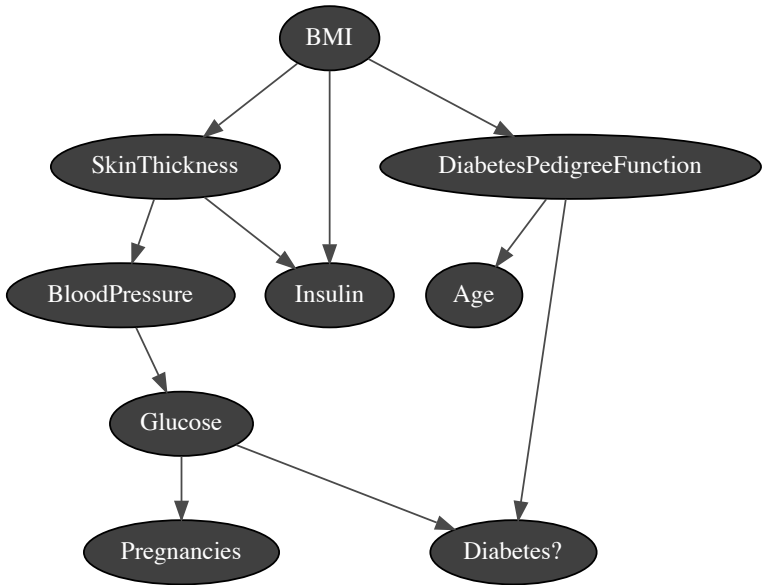 BMI
SkinThickness
DiabetesPedigreeFunction
BloodPressure
Insulin
Age
Glucose
Pregnancies
Diabetes?